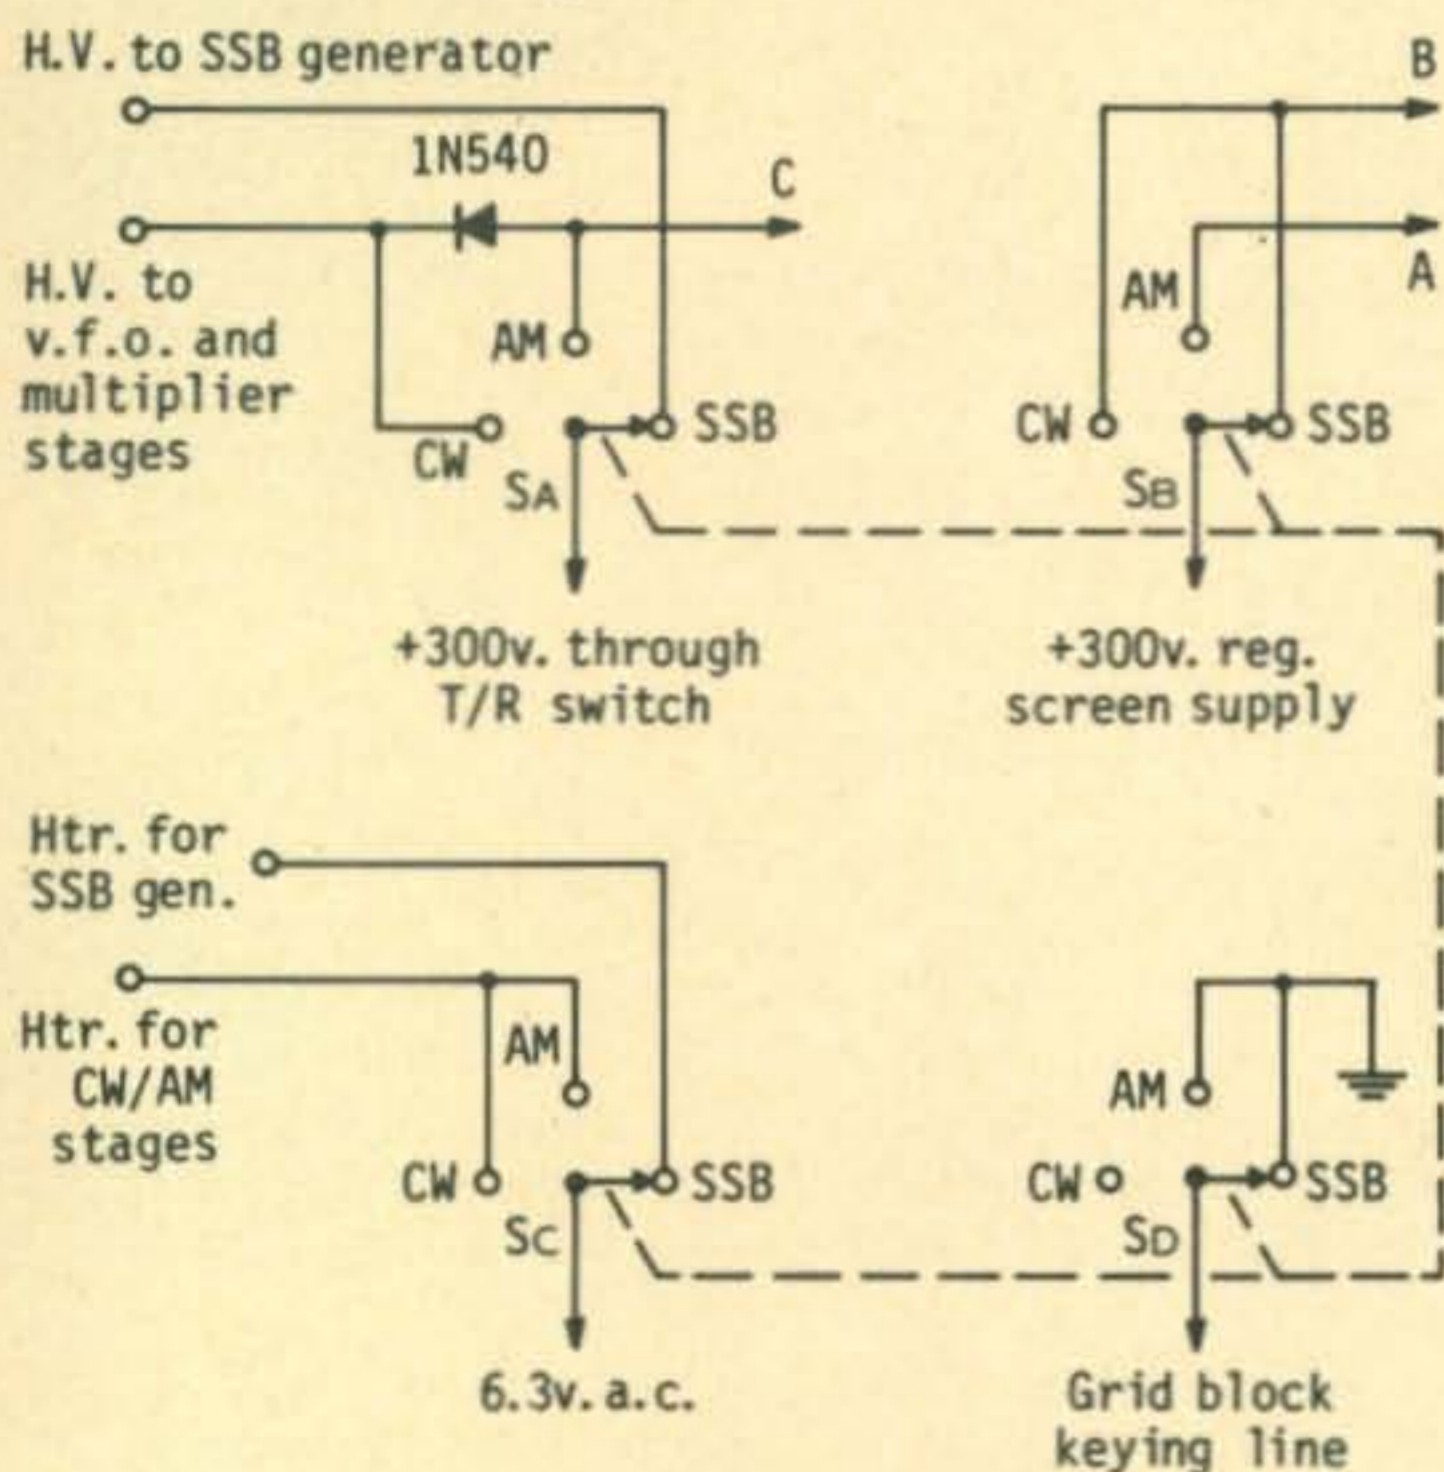 H.V. to SSB generator
1N540
C
H.V. to
v.f.o. and
multiplier
stages
AM
CW
SSB
SA
+300v. through
T/R switch
B
A
AM
CW
SSB
SB
+300v. reg.
screen supply
Htr. for
SSB gen.
Htr. for
CW/AM
stages
AM
CW
SSB
SC
6.3v.a.c.
AM
CW
SSB
SD
Grid block
keying line